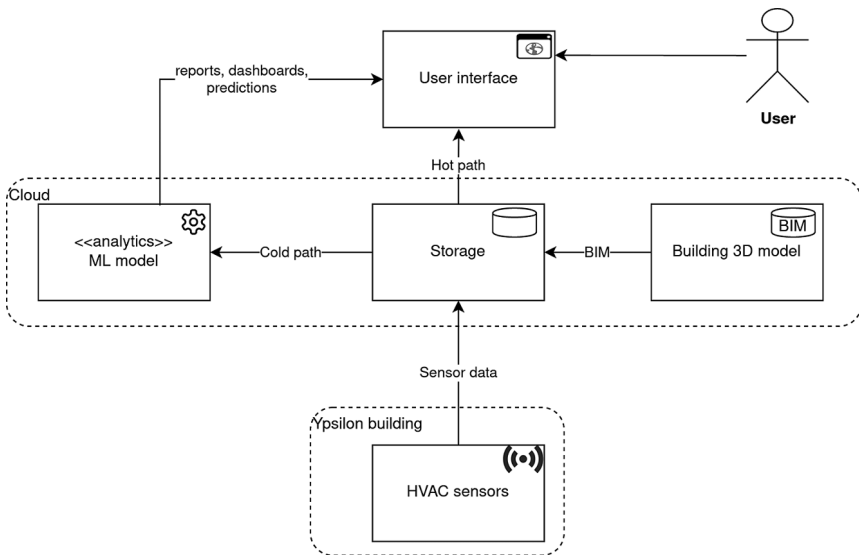 reports, dashboards,
predictions
User interface
User
Hot path
Cloud
<<analytics>>
ML model
Cold path
Storage
BIM
BIM
Building 3D model
Sensor data
Ypsilon building
HVAC sensors